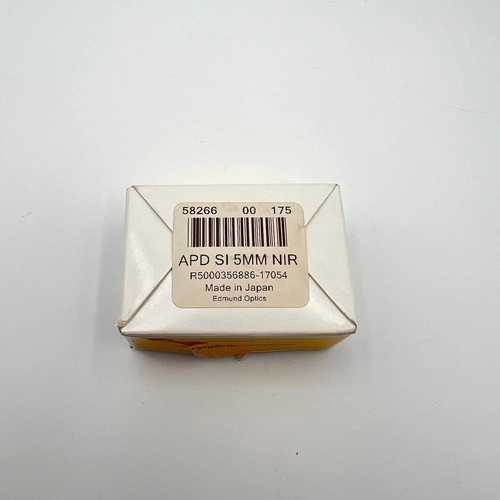 58266 00 175
APD SI 5MM NIR
R5000356886-17054
Made in Japan
Edmund Optics